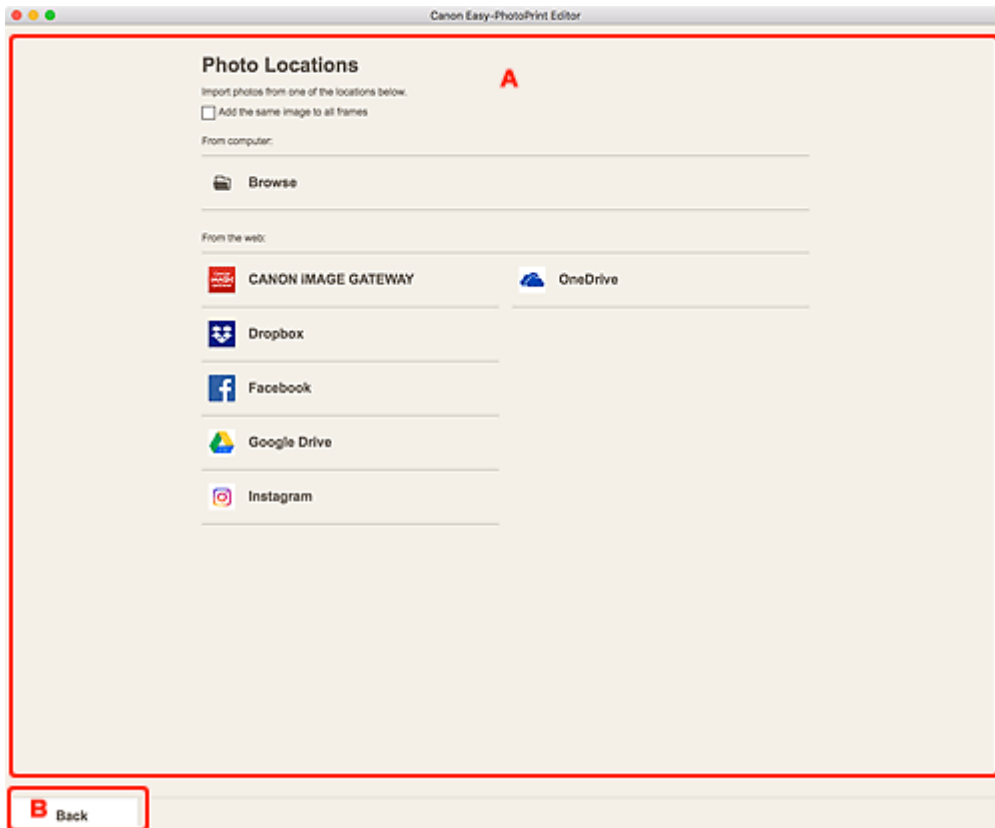 Canon Easy-PhotoPrint Editor
Photo Locations
A
Import photos from one of the locations below.
Add the same image to all frames
From computer:
Browse
From the web:
CANON iMAGE GATEWAY
OneDrive
Dropbox
Facebook
Google Drive
Instagram
B
Back